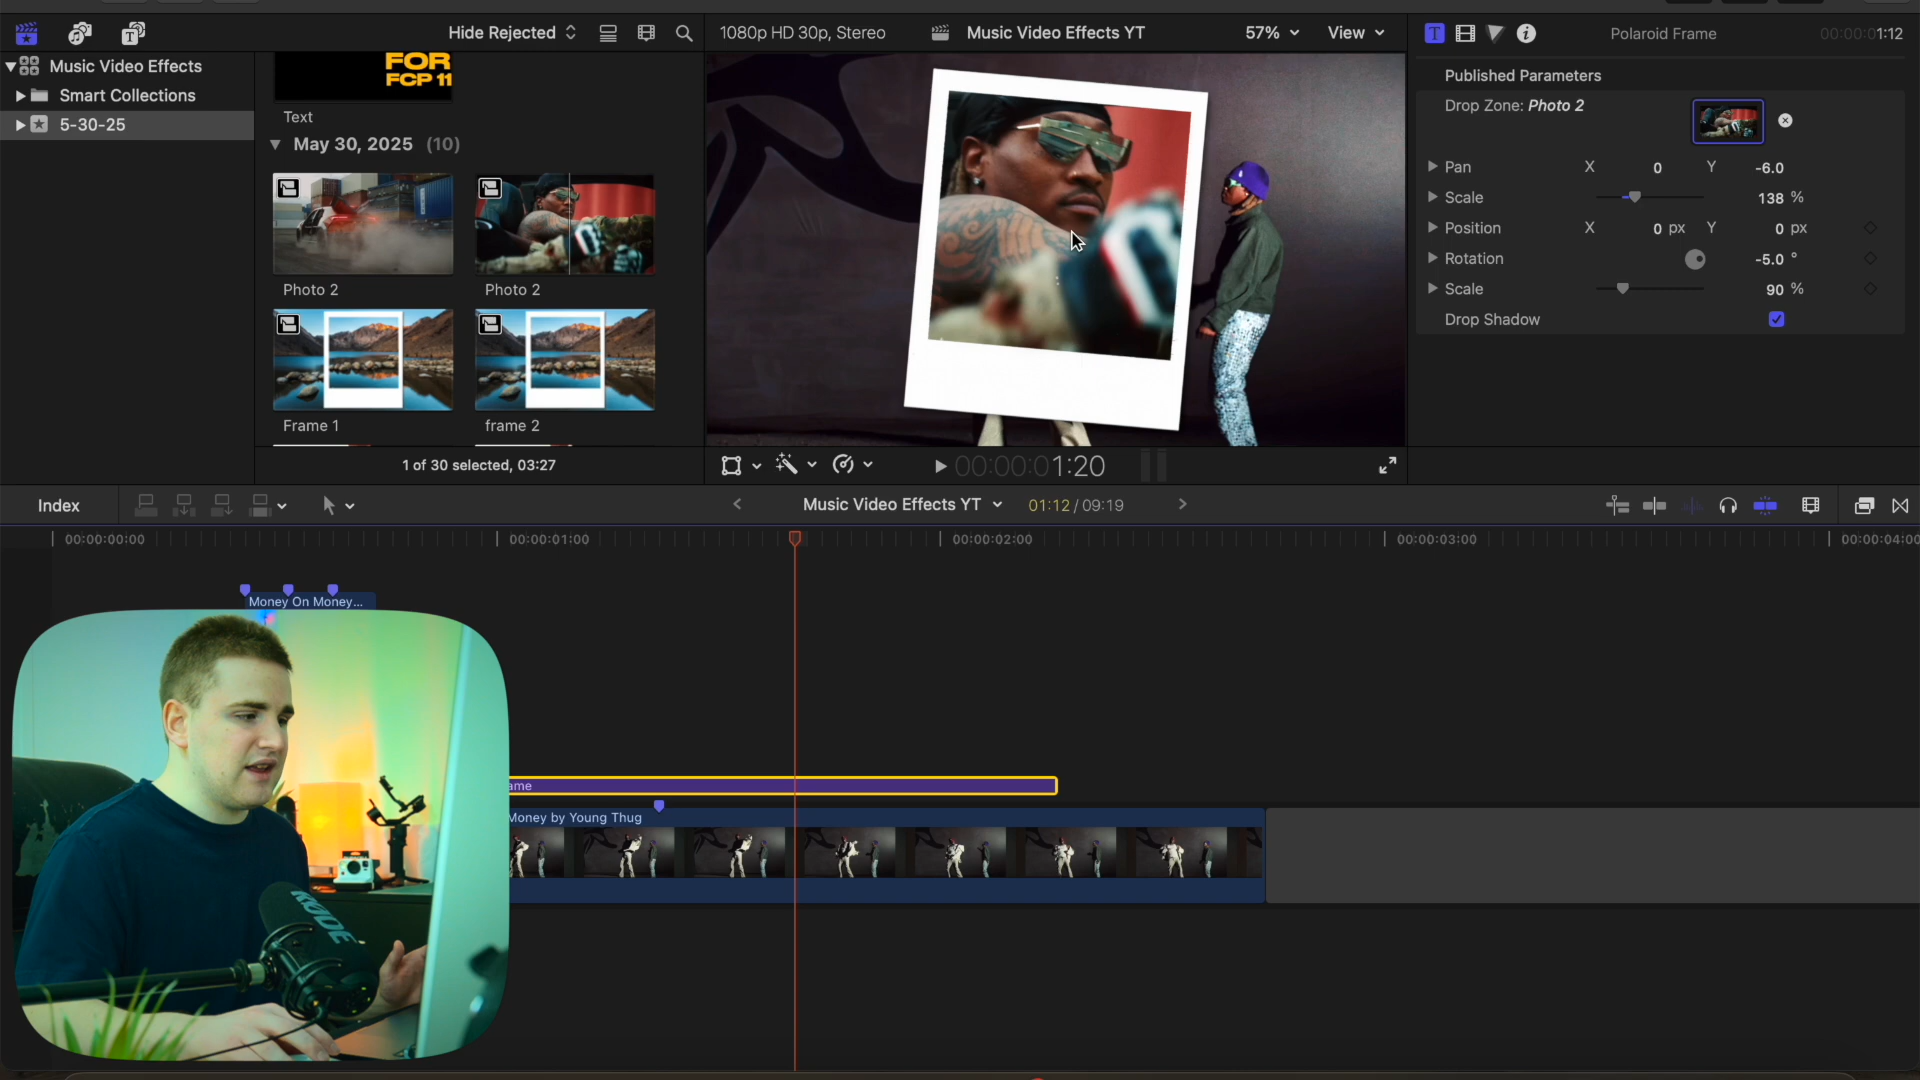 Hide Rejected
1080p HD 30p, Stereo
Music Video Effects YT
57%
View
Polaroid Frame
00:00:01:12
Music Video Effects
Smart Collections
5-30-25
FOR
FCP 11
Text
May 30, 2025 (10)
Photo 2
Photo 2
Frame 1
frame 2
1 of 30 selected, 03:27
00:00:01:20
Published Parameters
Drop Zone: Photo 2
Pan X 0 Y -6.0
Scale 138 %
Position X 0 px Y 0 px
Rotation -5.0 °
Scale 90 %
Drop Shadow
Index
Music Video Effects YT
01:12 / 09:19
00:00:00:00
00:00:01:00
00:00:02:00
00:00:03:00
00:00:04:00
Money On Money...
ame
Money by Young Thug
RØDE